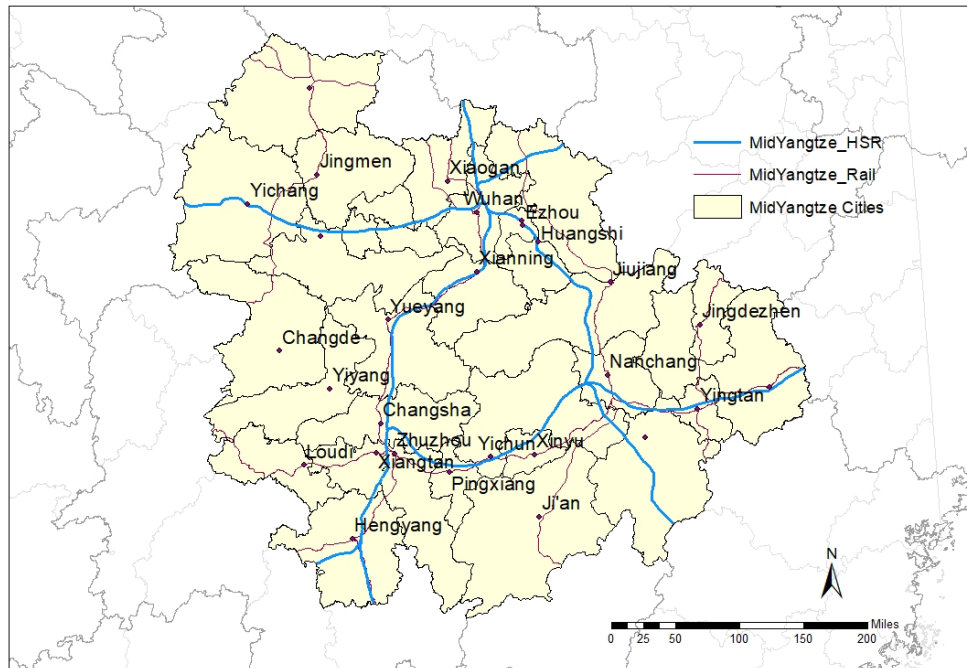 Jingmen
Xiaogan
MidYangtze_HSR
MidYangtze_Rail
Yichang
Wuhan
Ezhou
MidYangtze Cities
Huangshi
Xianning
Jiujiang
Yueyang
Jingdezhen
Changde
Nanchang
Yiyang
Yingtan
Changsha
Zhuzhou
Yichun
Xinyu
Loudi
Xiangtan
Pingxiang
Ji'an
Hengyang
N
Miles
0 25 50 100 150 200